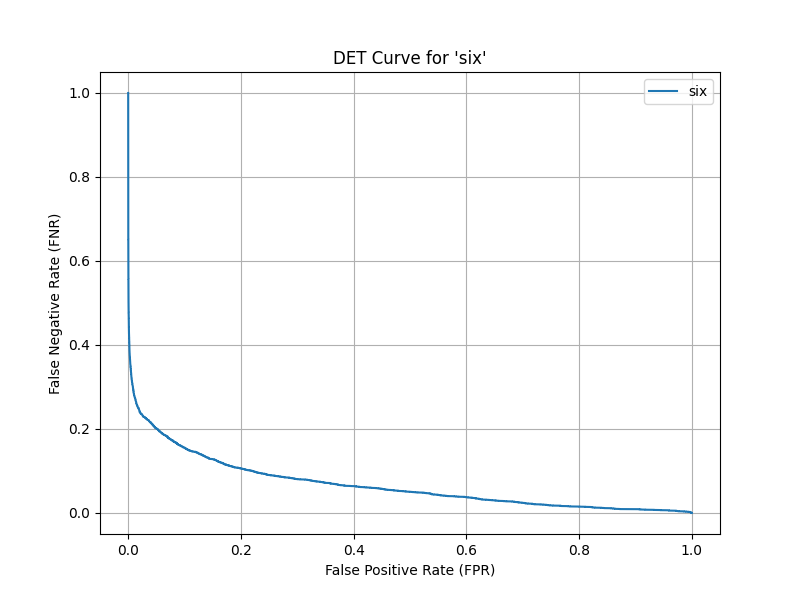 DET Curve for 'six'
six
1.0
0.8
0.6
0.4
0.2
0.0
False Negative Rate (FNR)
0.0 0.2 0.4 0.6 0.8 1.0
False Positive Rate (FPR)